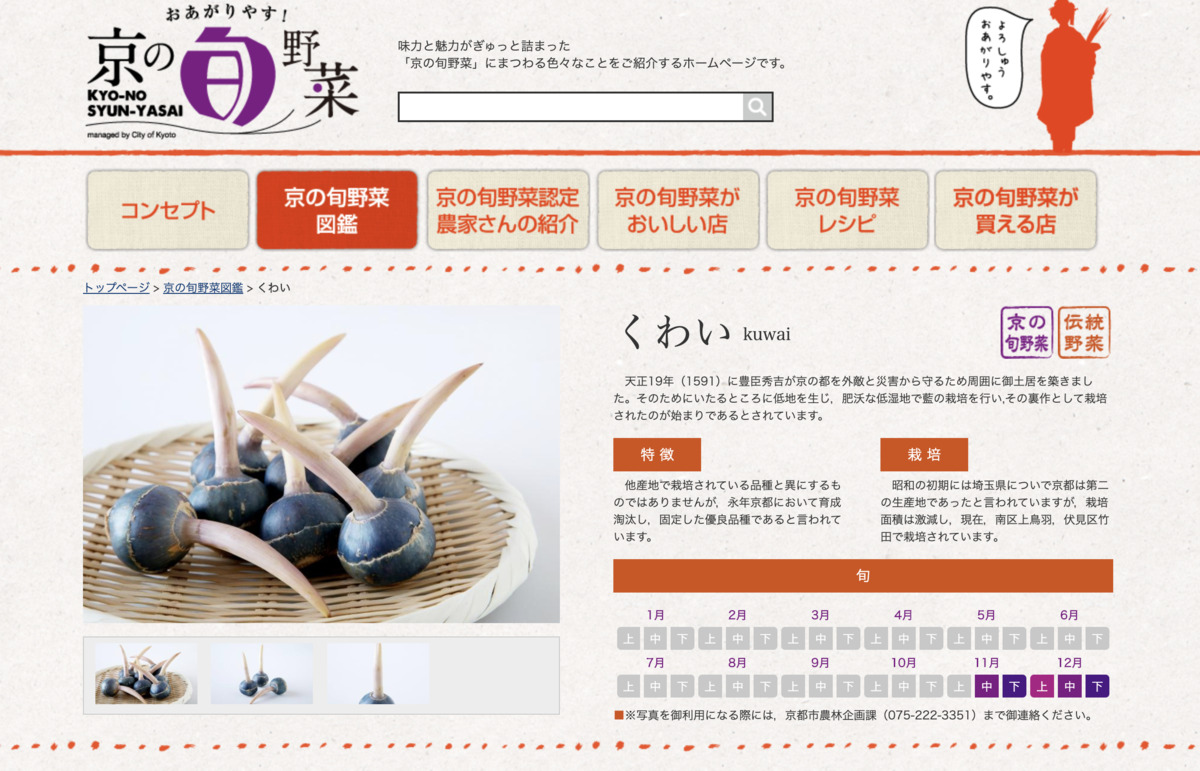 おあがりやす!
京の旬野菜
KYO-NO
SYUN-YASAI
managed by City of Kyoto
味力と魅力がぎゅっと詰まった
「京の旬野菜」にまつわる色々なことをご紹介するホームページです。
よろしゅう
おあがりやす。
コンセプト
京の旬野菜
図鑑
京の旬野菜認定
農家さんの紹介
京の旬野菜が
おいしい店
京の旬野菜
レシピ
京の旬野菜が
買える店
トップページ > 京の旬野菜図鑑 > くわい
くわい kuwai
京の
旬野菜
伝統
野菜
天正19年（1591）に豊臣秀吉が京の都を外敵と災害から守るため周囲に御土居を築きまし
た。そのためにいたるところに低地を生じ，肥沃な低湿地で藍の栽培を行い,その裏作として栽培
されたのが始まりであるとされています。
特徴
他産地で栽培されている品種と異にするも
のではありませんが，永年京都において育成
淘汰し，固定した優良品種であると言われて
います。
栽培
昭和の初期には埼玉県についで京都は第二
の生産地であったと言われていますが，栽培
面積は激減し，現在，南区上鳥羽，伏見区竹
田で栽培されています。
旬
1月 2月 3月 4月 5月 6月
上 中 下 上 中 下 上 中 下 上 中 下 上 中 下 上 中 下
7月 8月 9月 10月 11月 12月
上 中 下 上 中 下 上 中 下 上 中 下 上 中 下 上 中 下
■※写真を御利用になる際には，京都市農林企画課（075-222-3351）まで御連絡ください。